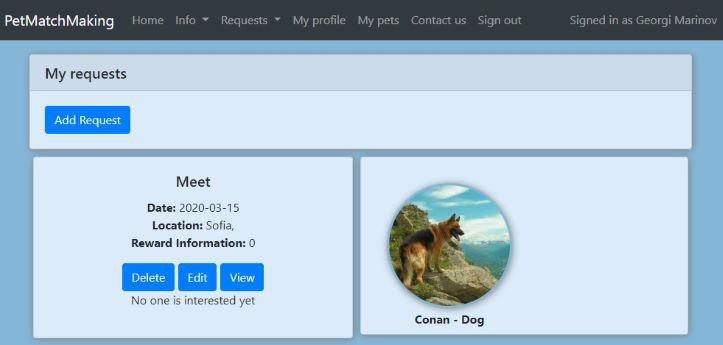 PetMatchMaking Home Info Requests My profile My pets Contact us Sign out Signed in as Georgi Marinov
My requests
Add Request
Meet
Date: 2020-03-15
Location: Sofia,
Reward Information: 0
Delete Edit View
No one is interested yet
Conan - Dog